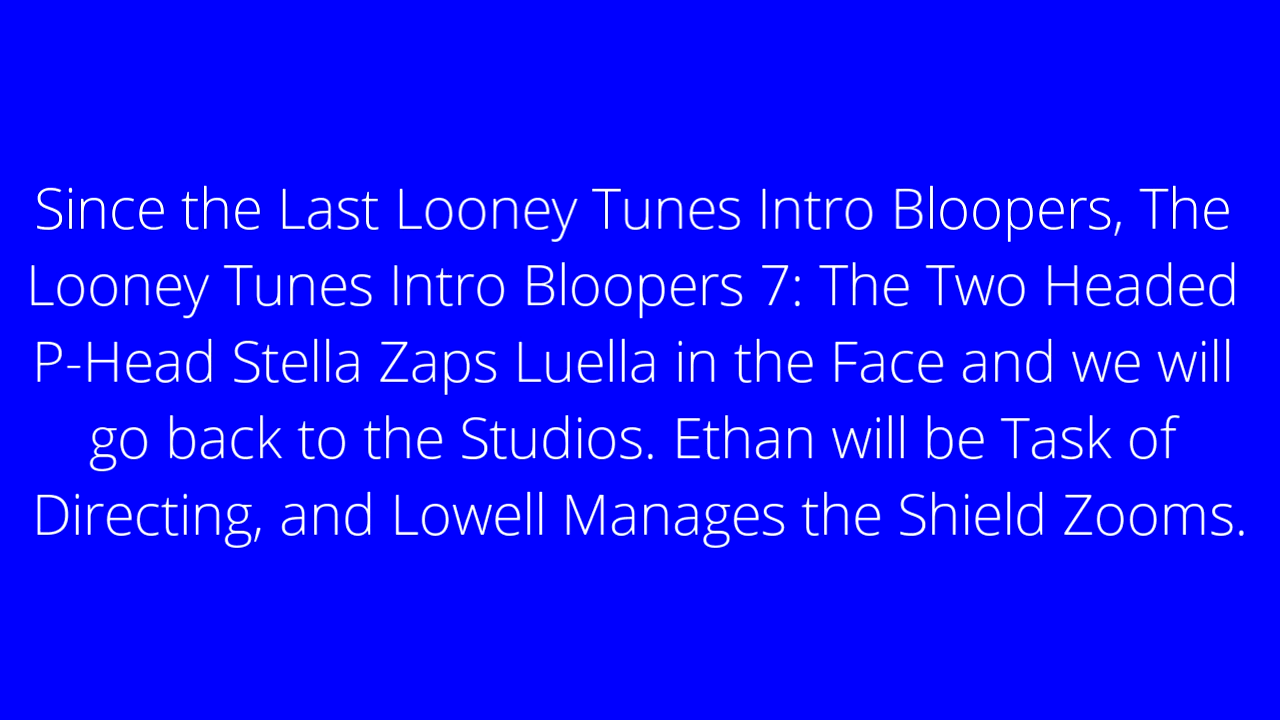 Since the Last Looney Tunes Intro Bloopers, The
Looney Tunes Intro Bloopers 7: The Two Headed
P-Head Stella Zaps Luella in the Face and we will
go back to the Studios. Ethan will be Task of
Directing, and Lowell Manages the Shield Zooms.